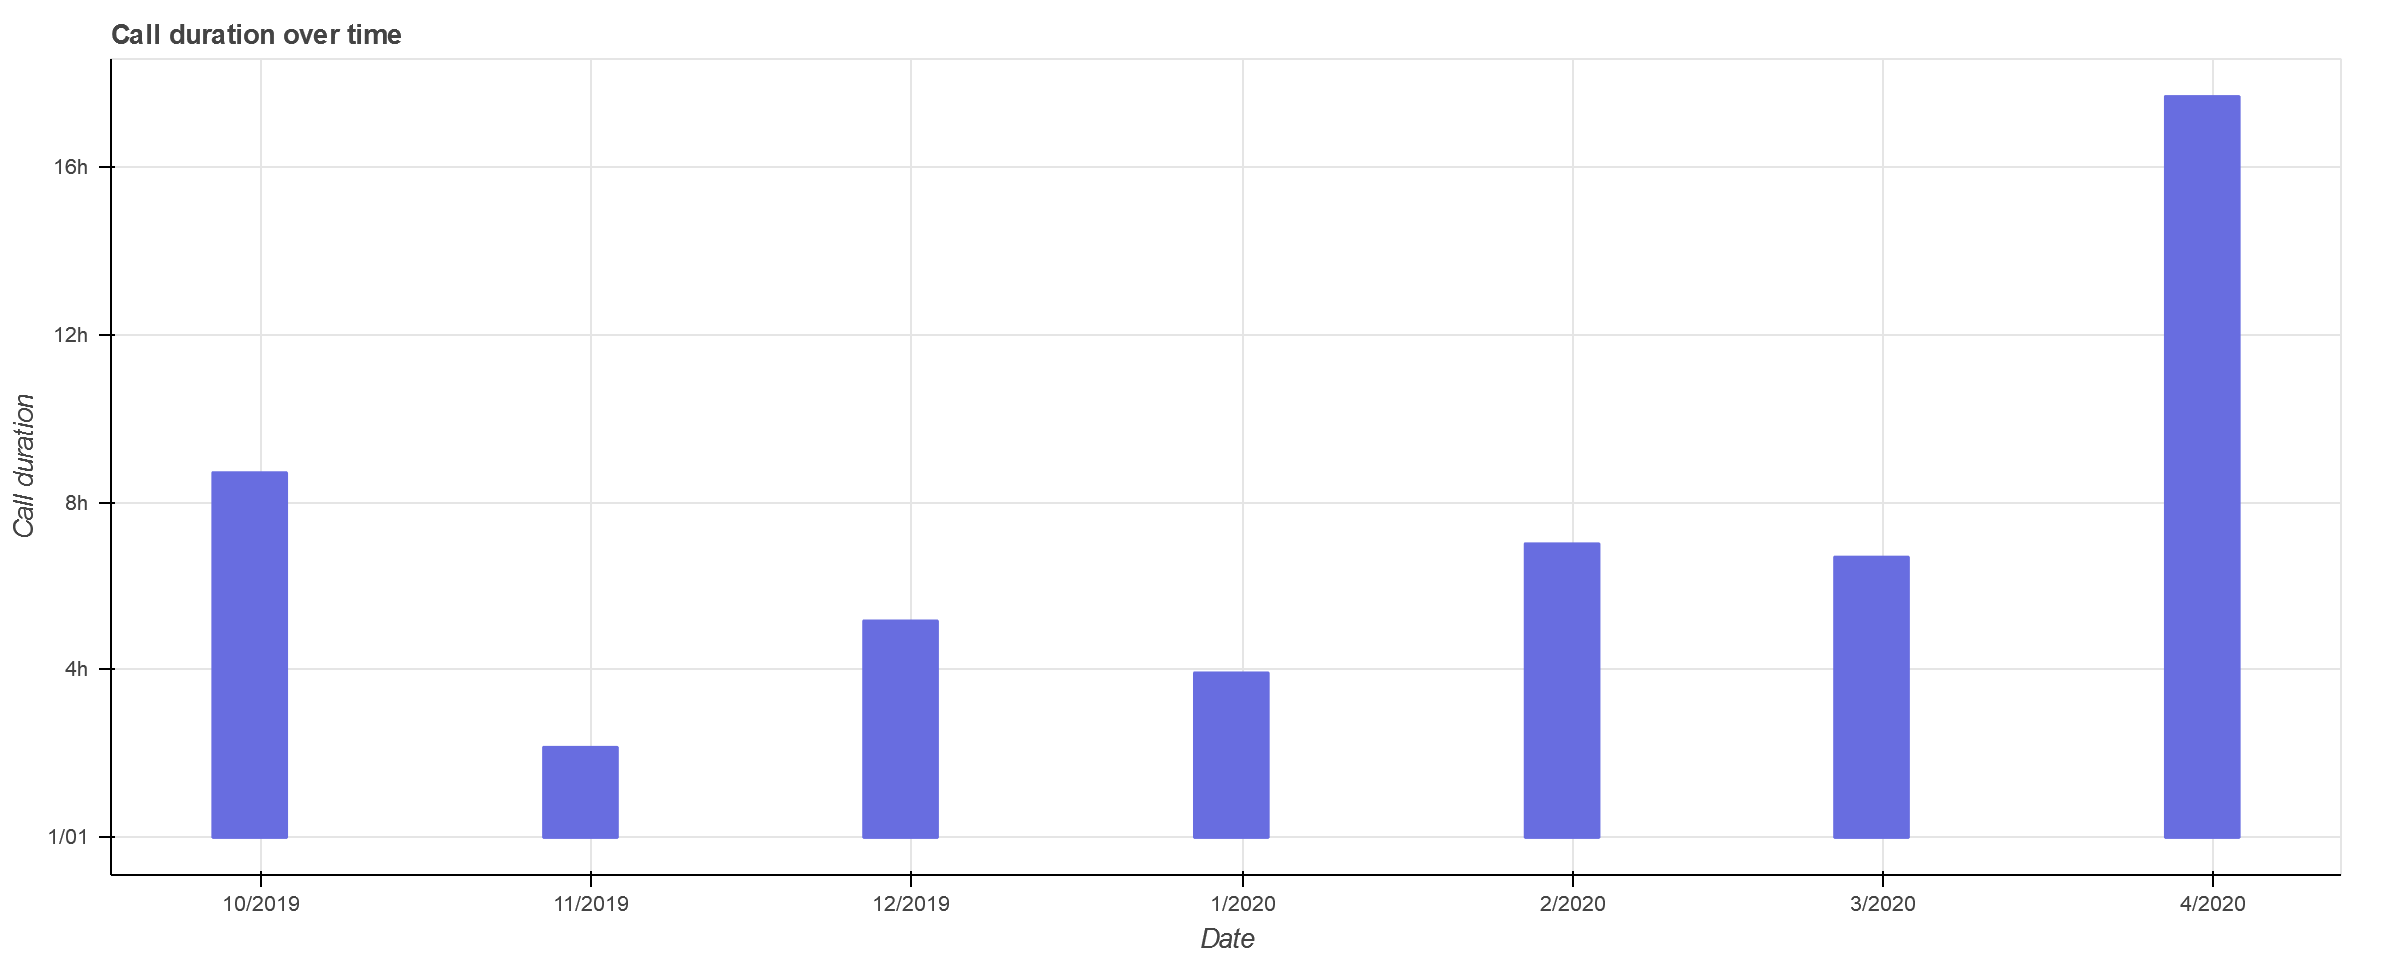 Call duration over time
16h
12h
8h
4h
1/01
Call duration
10/2019 11/2019 12/2019 1/2020 2/2020 3/2020 4/2020
Date